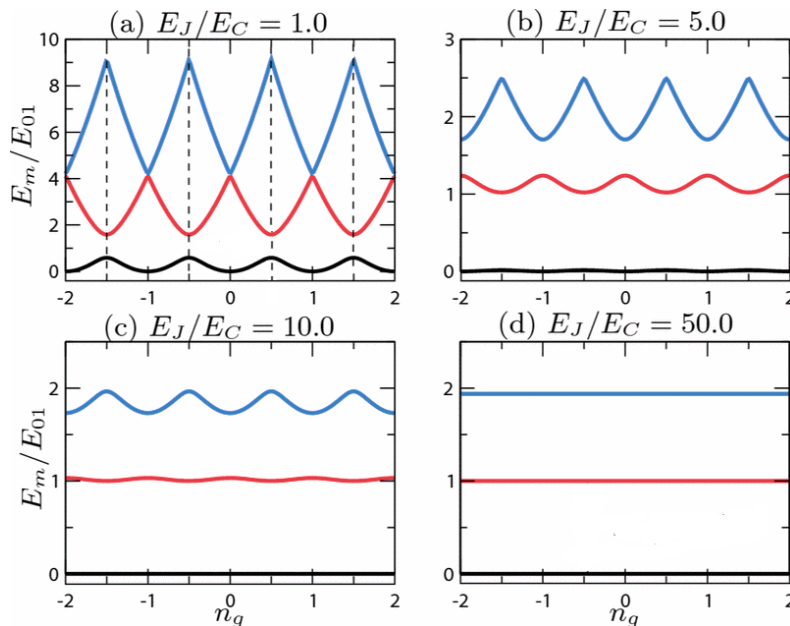 (a) E_J/E_C = 1.0
(b) E_J/E_C = 5.0
E_m/E_01
10
8
6
4
2
0
-2 -1 0 1 2
3
2
1
0
-2 -1 0 1 2
(c) E_J/E_C = 10.0
(d) E_J/E_C = 50.0
E_m/E_01
2
1
0
-2 -1 0 1 2
n_g
2
1
0
-2 -1 0 1 2
n_g